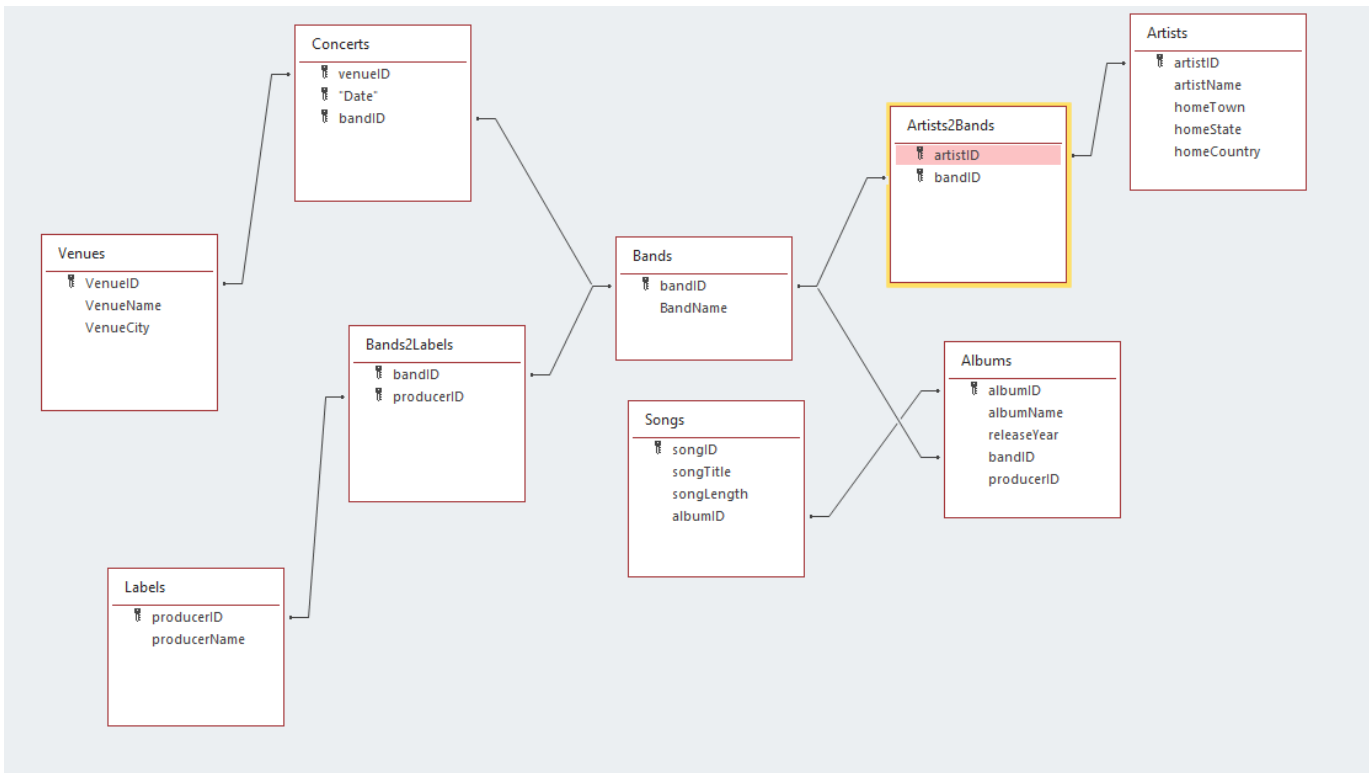 Concerts
venueID
"Date"
bandID
Artists
artistID
artistName
homeTown
homeState
homeCountry
Artists2Bands
artistID
bandID
Venues
VenueID
VenueName
VenueCity
Bands
bandID
BandName
Bands2Labels
bandID
producerID
Albums
albumID
albumName
releaseYear
bandID
producerID
Songs
songID
songTitle
songLength
albumID
Labels
producerID
producerName